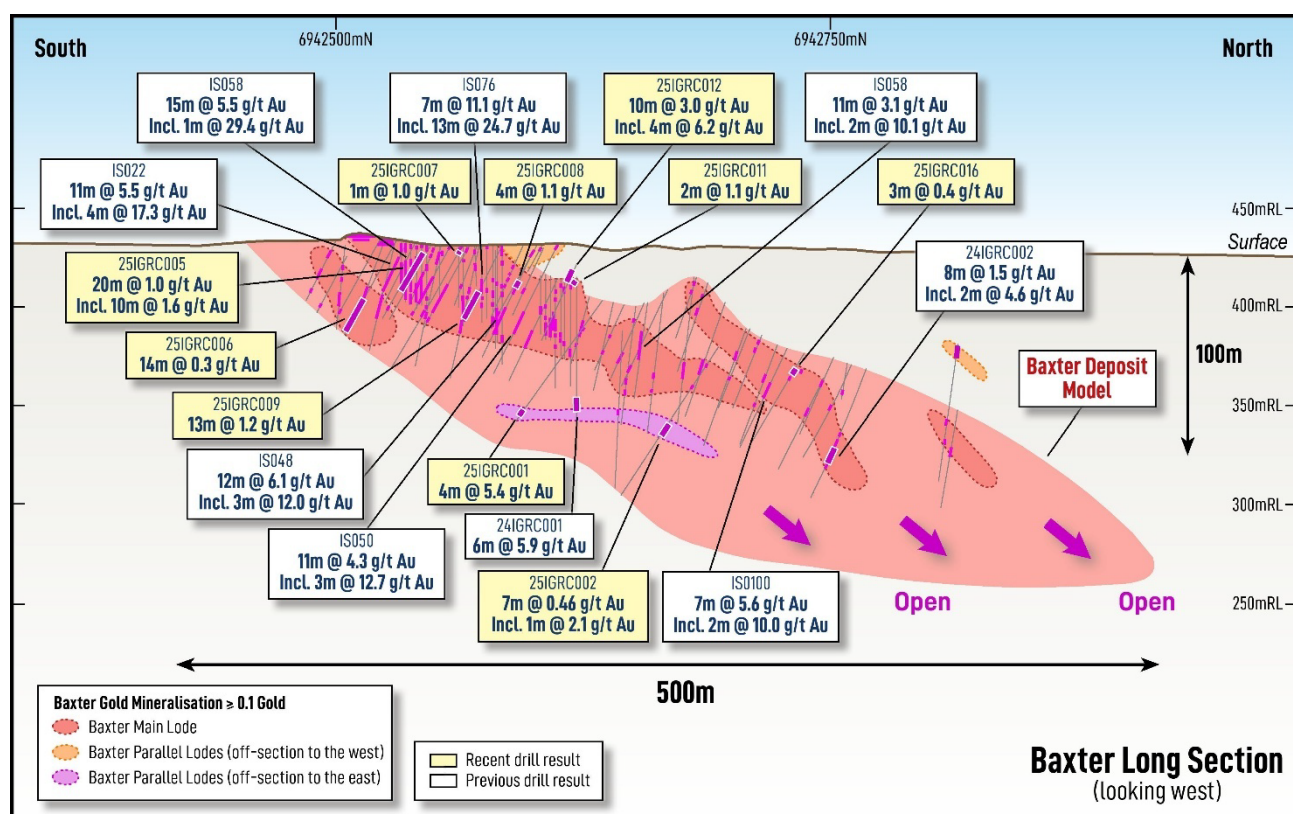 South
6942500mN
6942750mN
North
IS058
15m @ 5.5 g/t Au
Incl. 1m @ 29.4 g/t Au
IS076
7m @ 11.1 g/t Au
Incl. 13m @ 24.7 g/t Au
25IGRC012
10m @ 3.0 g/t Au
Incl. 4m @ 6.2 g/t Au
IS058
11m @ 3.1 g/t Au
Incl. 2m @ 10.1 g/t Au
IS022
11m @ 5.5 g/t Au
Incl. 4m @ 17.3 g/t Au
25IGRC007
1m @ 1.0 g/t Au
25IGRC008
4m @ 1.1 g/t Au
25IGRC011
2m @ 1.1 g/t Au
25IGRC016
3m @ 0.4 g/t Au
450mRL
Surface
24IGRC002
8m @ 1.5 g/t Au
Incl. 2m @ 4.6 g/t Au
25IGRC005
20m @ 1.0 g/t Au
Incl. 10m @ 1.6 g/t Au
400mRL
25IGRC006
14m @ 0.3 g/t Au
100m
Baxter Deposit
Model
25IGRC009
13m @ 1.2 g/t Au
350mRL
IS048
12m @ 6.1 g/t Au
Incl. 3m @ 12.0 g/t Au
25IGRC001
4m @ 5.4 g/t Au
300mRL
24IGRC001
6m @ 5.9 g/t Au
IS050
11m @ 4.3 g/t Au
Incl. 3m @ 12.7 g/t Au
25IGRC002
7m @ 0.46 g/t Au
Incl. 1m @ 2.1 g/t Au
IS0100
7m @ 5.6 g/t Au
Incl. 2m @ 10.0 g/t Au
Open
Open
250mRL
500m
Baxter Gold Mineralisation ≥ 0.1 Gold
Baxter Main Lode
Baxter Parallel Lodes (off-section to the west)
Baxter Parallel Lodes (off-section to the east)
Recent drill result
Previous drill result
Baxter Long Section
(looking west)